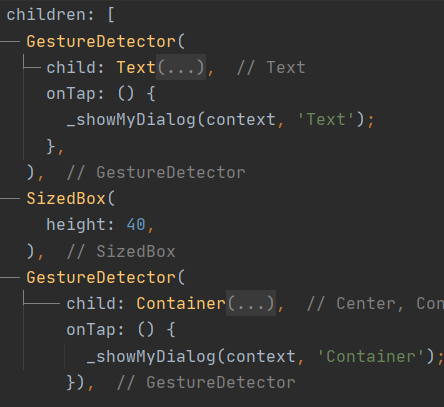 children: [
GestureDetector(
child: Text(...), // Text
onTap: () {
_showMyDialog(context, 'Text');
},
), // GestureDetector
SizedBox(
height: 40,
), // SizedBox
GestureDetector(
child: Container(...), // Center, Con
onTap: () {
_showMyDialog(context, 'Container');
}), // GestureDetector